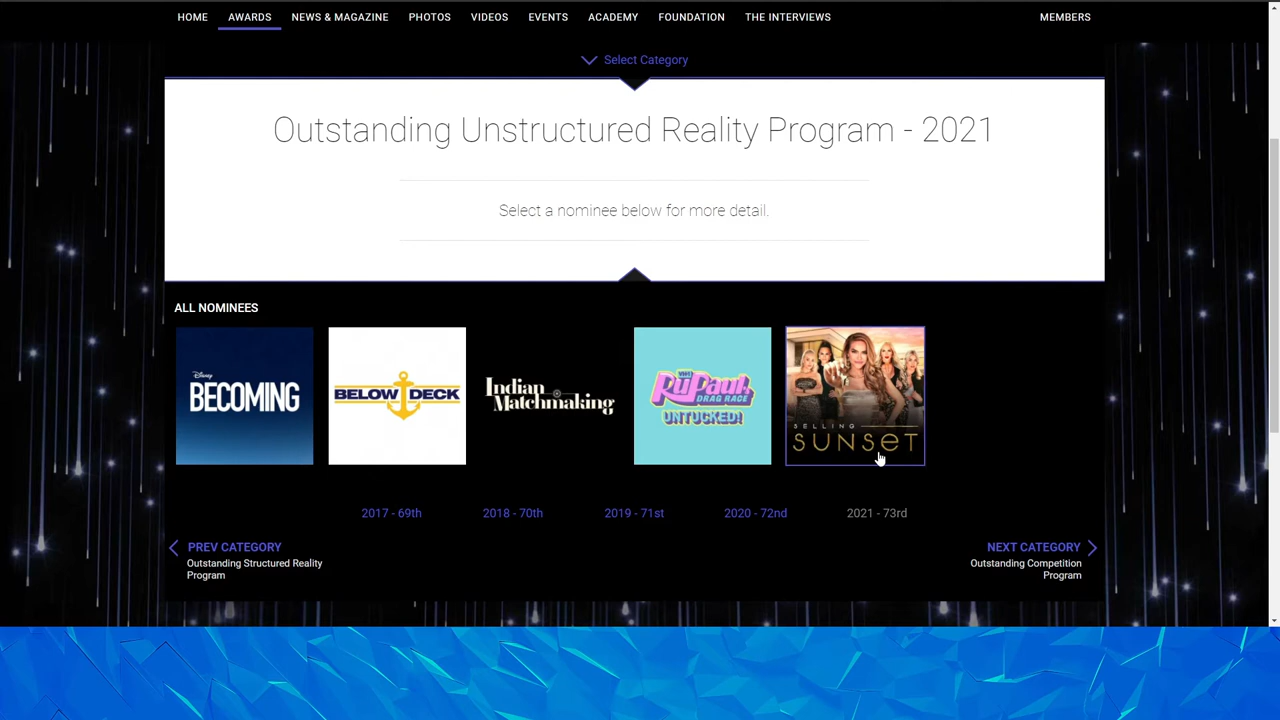 HOME AWARDS NEWS & MAGAZINE PHOTOS VIDEOS EVENTS ACADEMY FOUNDATION THE INTERVIEWS MEMBERS
Select Category
Outstanding Unstructured Reality Program - 2021
Select a nominee below for more detail.
ALL NOMINEES
Disney
BECOMING
BELOW DECK
Indian
Matchmaking
VH1
RuPaul's
DRAG RACE
UNTUCKED!
SELLING
SUNSET
2017 - 69th 2018 - 70th 2019 - 71st 2020 - 72nd 2021 - 73rd
PREV CATEGORY
Outstanding Structured Reality
Program
NEXT CATEGORY
Outstanding Competition
Program